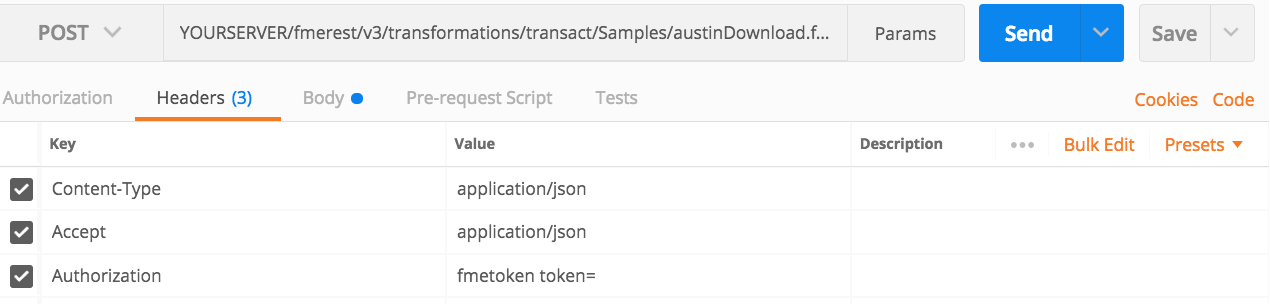 POST YOURSERVER/fmerest/v3/transformations/transact/Samples/austinDownload.f... Params Send Save
Authorization Headers (3) Body Pre-request Script Tests Cookies Code
Key Value Description ••• Bulk Edit Presets
Content-Type application/json
Accept application/json
Authorization fmetoken token=